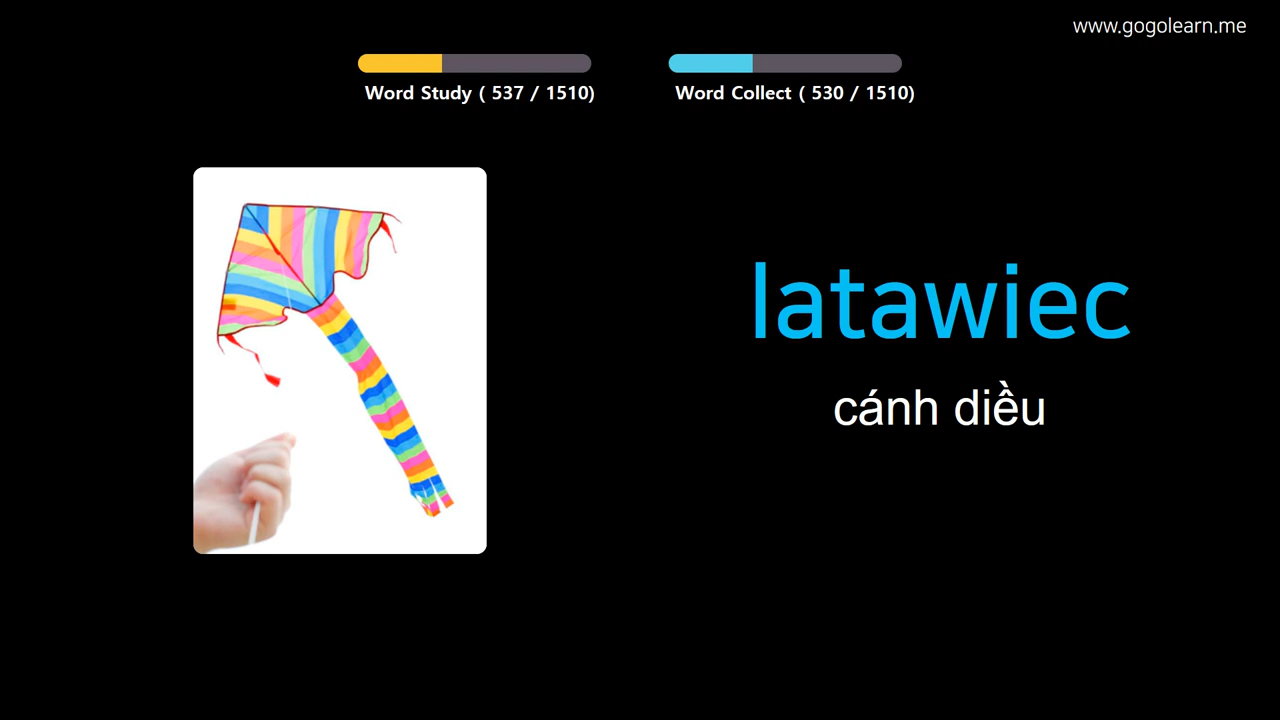 www.gogolearn.me
Word Study ( 537 / 1510)
Word Collect ( 530 / 1510)
latawiec
cánh diều